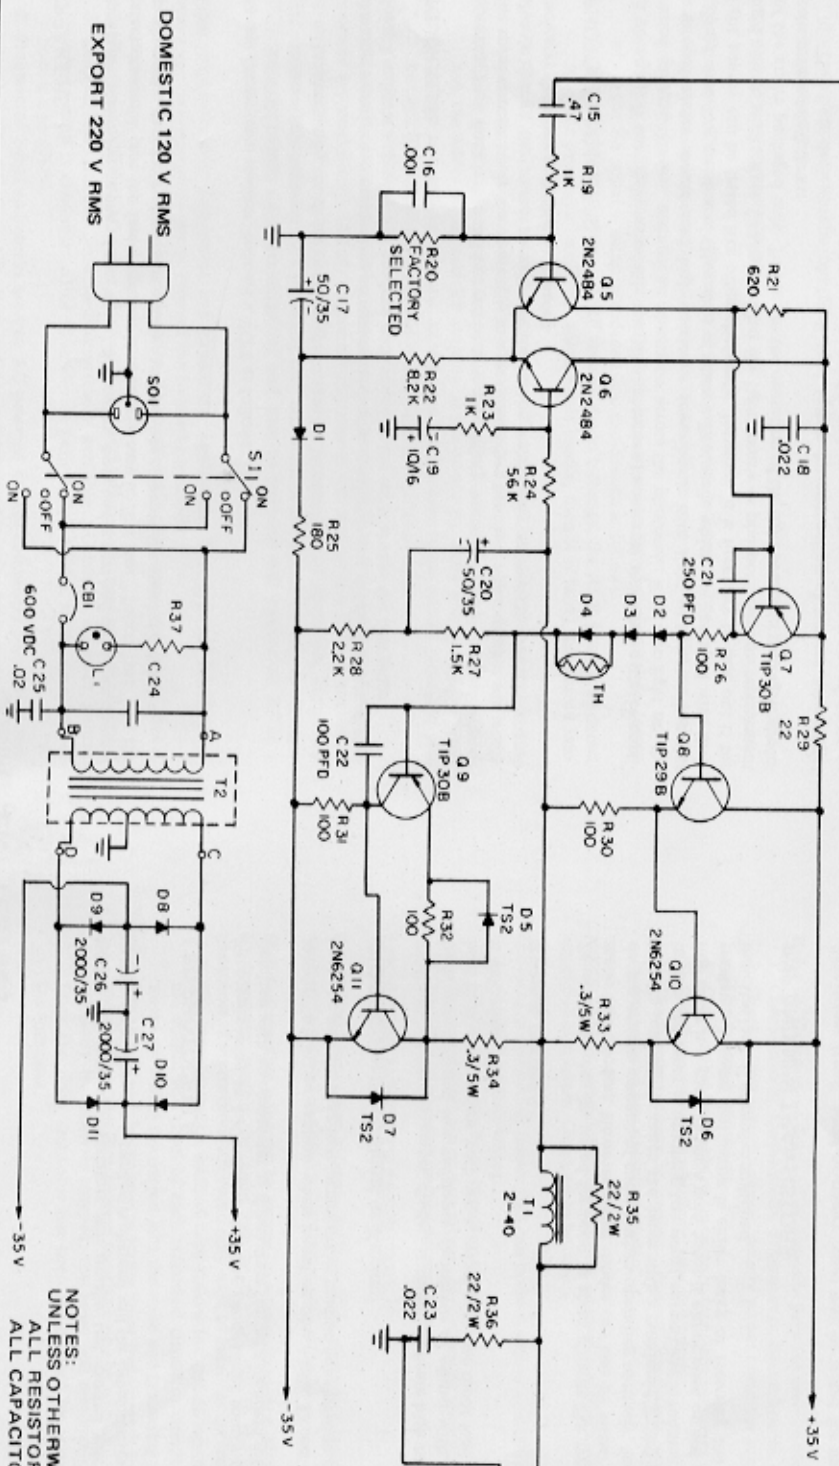 DOMESTIC 120 V RMS
EXPORT 220 V RMS
C15
.47
R19
1K
C16
.001
R20
FACTORY
SELECTED
C17
50/35
+
-
Q5
2N2484
Q6
2N2484
R21
620
C18
.022
R22
8.2K
R23
1K
C19
+ 10/16
-
R24
56K
D1
R25
180
C20
50/35
+
-
R28
2.2K
R27
1.5K
D4
D3
D2
TH
C21
250 PFD
R26
100
Q7
TIP30B
R29
22
Q8
TIP 29B
R30
100
C22
100 PFD
Q9
TIP30B
R31
100
R32
100
D5
TS2
Q10
2N6254
Q11
2N6254
R33
.3/5W
R34
.3/5W
D6
TS2
D7
TS2
R35
22/2W
T1
2-40
R36
22/2W
C23
.022
+35 V
-35 V
SO1
S1
ON
OFF
ON
ON
OFF
ON
CB1
R37
C24
C25
.02
600 VDC
A
B
T2
C
D
D8
D9
C26
2000/35
-
+
C27
2000/35
-
+
D10
D11
+35 V
-35 V
NOTES:
UNLESS OTHERW
ALL RESISTOR
ALL CAPACITO